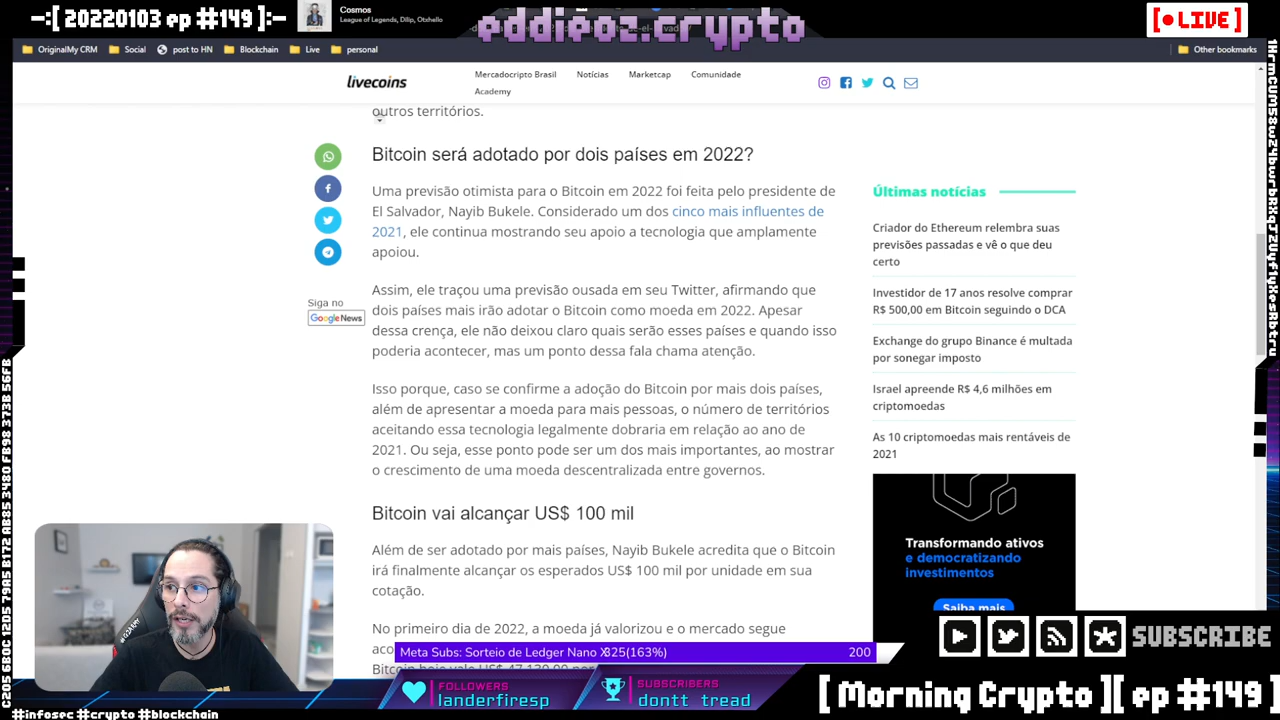 -:[ 20220103 ep #149 ]:-
Cosmos
League of Legends, Dilip, Otxhello
eddieoz.crypto
[ LIVE ]
OriginalMy CRM
Social
post to HN
Blockchain
Live
personal
Other bookmarks
livecoins
Mercadocripto Brasil
Notícias
Marketcap
Comunidade
Academy
outros territórios.
Bitcoin será adotado por dois países em 2022?
Uma previsão otimista para o Bitcoin em 2022 foi feita pelo presidente de
El Salvador, Nayib Bukele. Considerado um dos cinco mais influentes de
2021, ele continua mostrando seu apoio a tecnologia que amplamente
apoiou.
Assim, ele traçou uma previsão ousada em seu Twitter, afirmando que
dois países mais irão adotar o Bitcoin como moeda em 2022. Apesar
dessa crença, ele não deixou claro quais serão esses países e quando isso
poderia acontecer, mas um ponto dessa fala chama atenção.
Isso porque, caso se confirme a adoção do Bitcoin por mais dois países,
além de apresentar a moeda para mais pessoas, o número de territórios
aceitando essa tecnologia legalmente dobraria em relação ao ano de
2021. Ou seja, esse ponto pode ser um dos mais importantes, ao mostrar
o crescimento de uma moeda descentralizada entre governos.
Bitcoin vai alcançar US$ 100 mil
Além de ser adotado por mais países, Nayib Bukele acredita que o Bitcoin
irá finalmente alcançar os esperados US$ 100 mil por unidade em sua
cotação.
No primeiro dia de 2022, a moeda já valorizou e o mercado segue
Bitcoin hoje vale US$ 47.130,00 por
Siga no
Google News
Últimas notícias
Criador do Ethereum relembra suas
previsões passadas e vê o que deu
certo
Investidor de 17 anos resolve comprar
R$ 500,00 em Bitcoin seguindo o DCA
Exchange do grupo Binance é multada
por sonegar imposto
Israel apreende R$ 4,6 milhões em
criptomoedas
As 10 criptomoedas mais rentáveis de
2021
Transformando ativos
e democratizando
investimentos
Saiba mais
Meta Subs: Sorteio de Ledger Nano X
325(163%)
200
FOLLOWERS
landerfiresp
SUBSCRIBERS
dontt tread
SUBSCRIBE
[ Morning Crypto ][ ep #149 ]
#infosec #crypto #blockchain